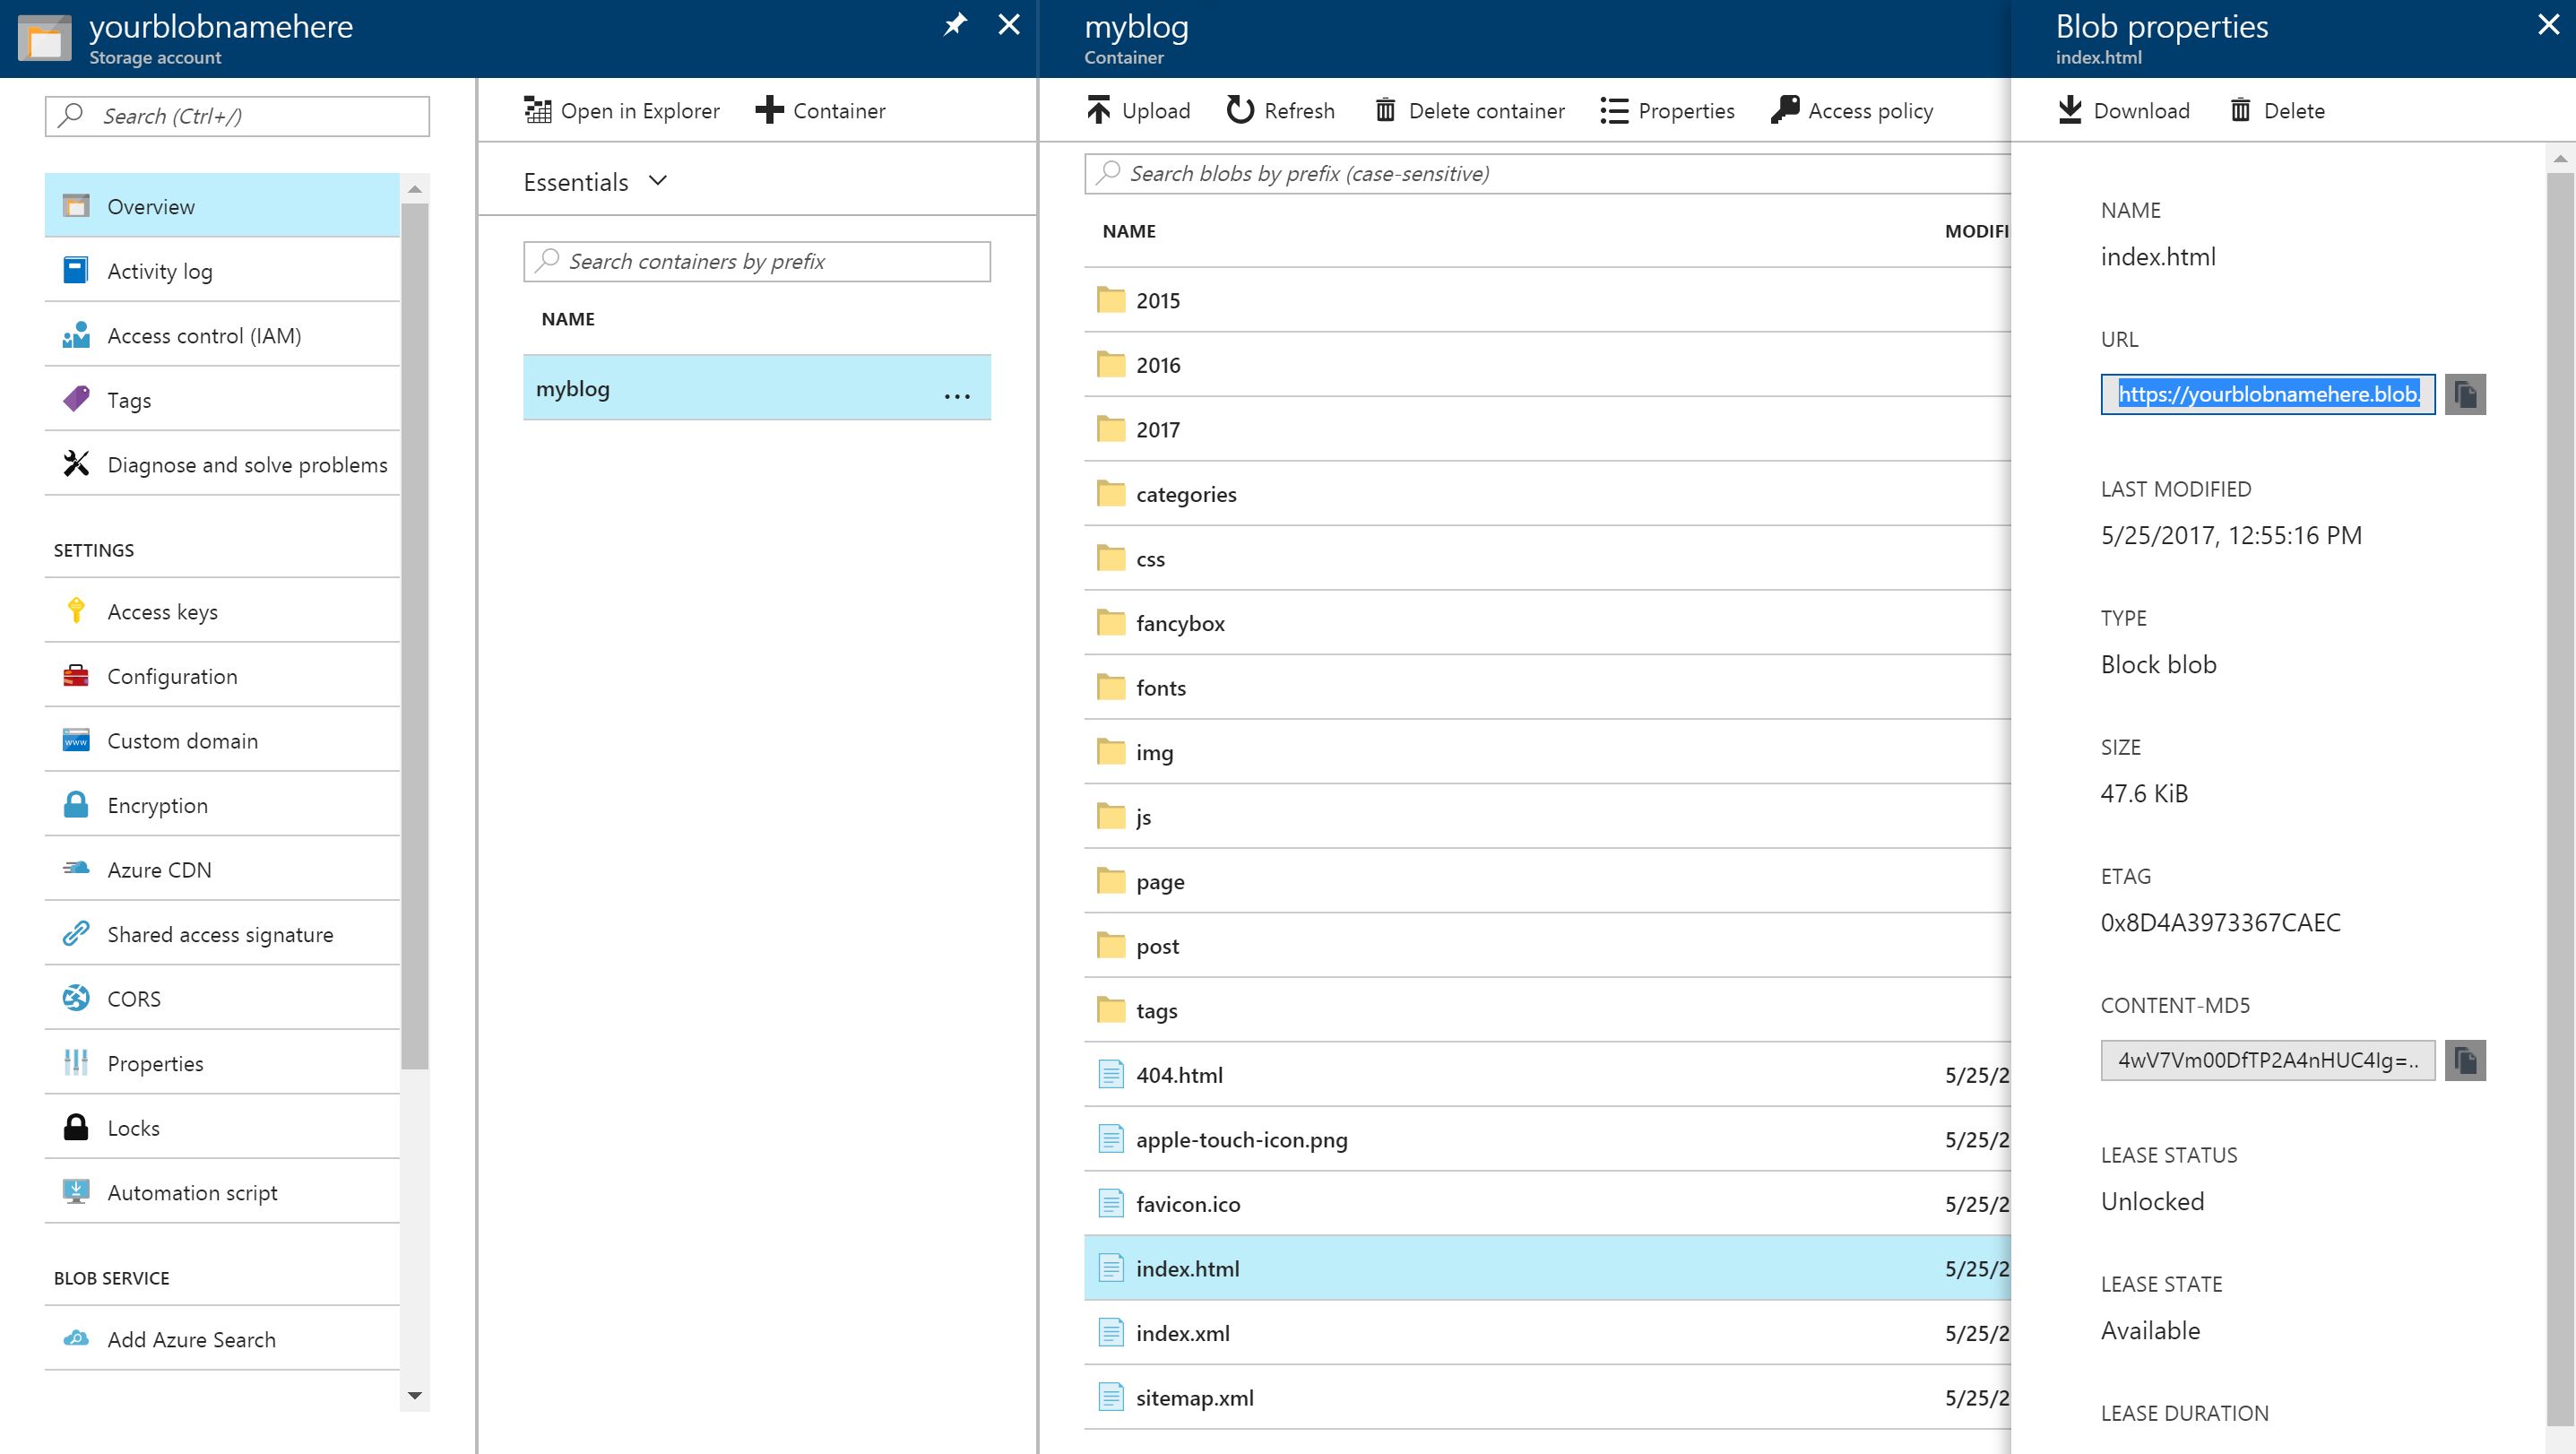 yourblobnamehere
Storage account
Search (Ctrl+/)
Overview
Activity log
Access control (IAM)
Tags
Diagnose and solve problems
SETTINGS
Access keys
Configuration
Custom domain
Encryption
Azure CDN
Shared access signature
CORS
Properties
Locks
Automation script
BLOB SERVICE
Add Azure Search
Open in Explorer
Container
Essentials
Search containers by prefix
NAME
myblog
...
myblog
Container
Upload
Refresh
Delete container
Properties
Access policy
Search blobs by prefix (case-sensitive)
NAME MODIFI
2015
2016
2017
categories
css
fancybox
fonts
img
js
page
post
tags
404.html 5/25/2
apple-touch-icon.png 5/25/2
favicon.ico 5/25/2
index.html 5/25/2
index.xml 5/25/2
sitemap.xml 5/25/2
Blob properties
index.html
Download
Delete
NAME
index.html
URL
https://yourblobnamehere.blob.
LAST MODIFIED
5/25/2017, 12:55:16 PM
TYPE
Block blob
SIZE
47.6 KiB
ETAG
0x8D4A3973367CAEC
CONTENT-MD5
4wV7Vm00DfTP2A4nHUC4Ig=..
LEASE STATUS
Unlocked
LEASE STATE
Available
LEASE DURATION